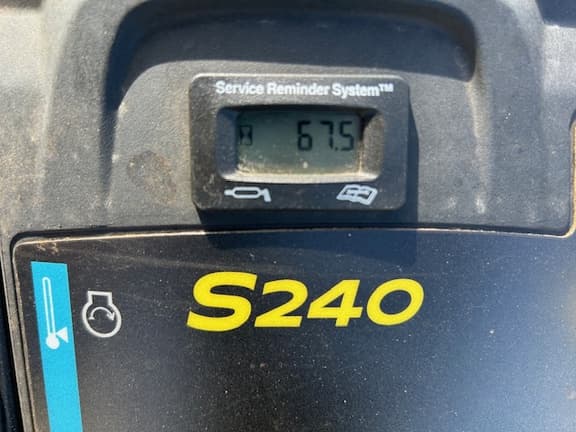 Service Reminder System™
67.5
S240